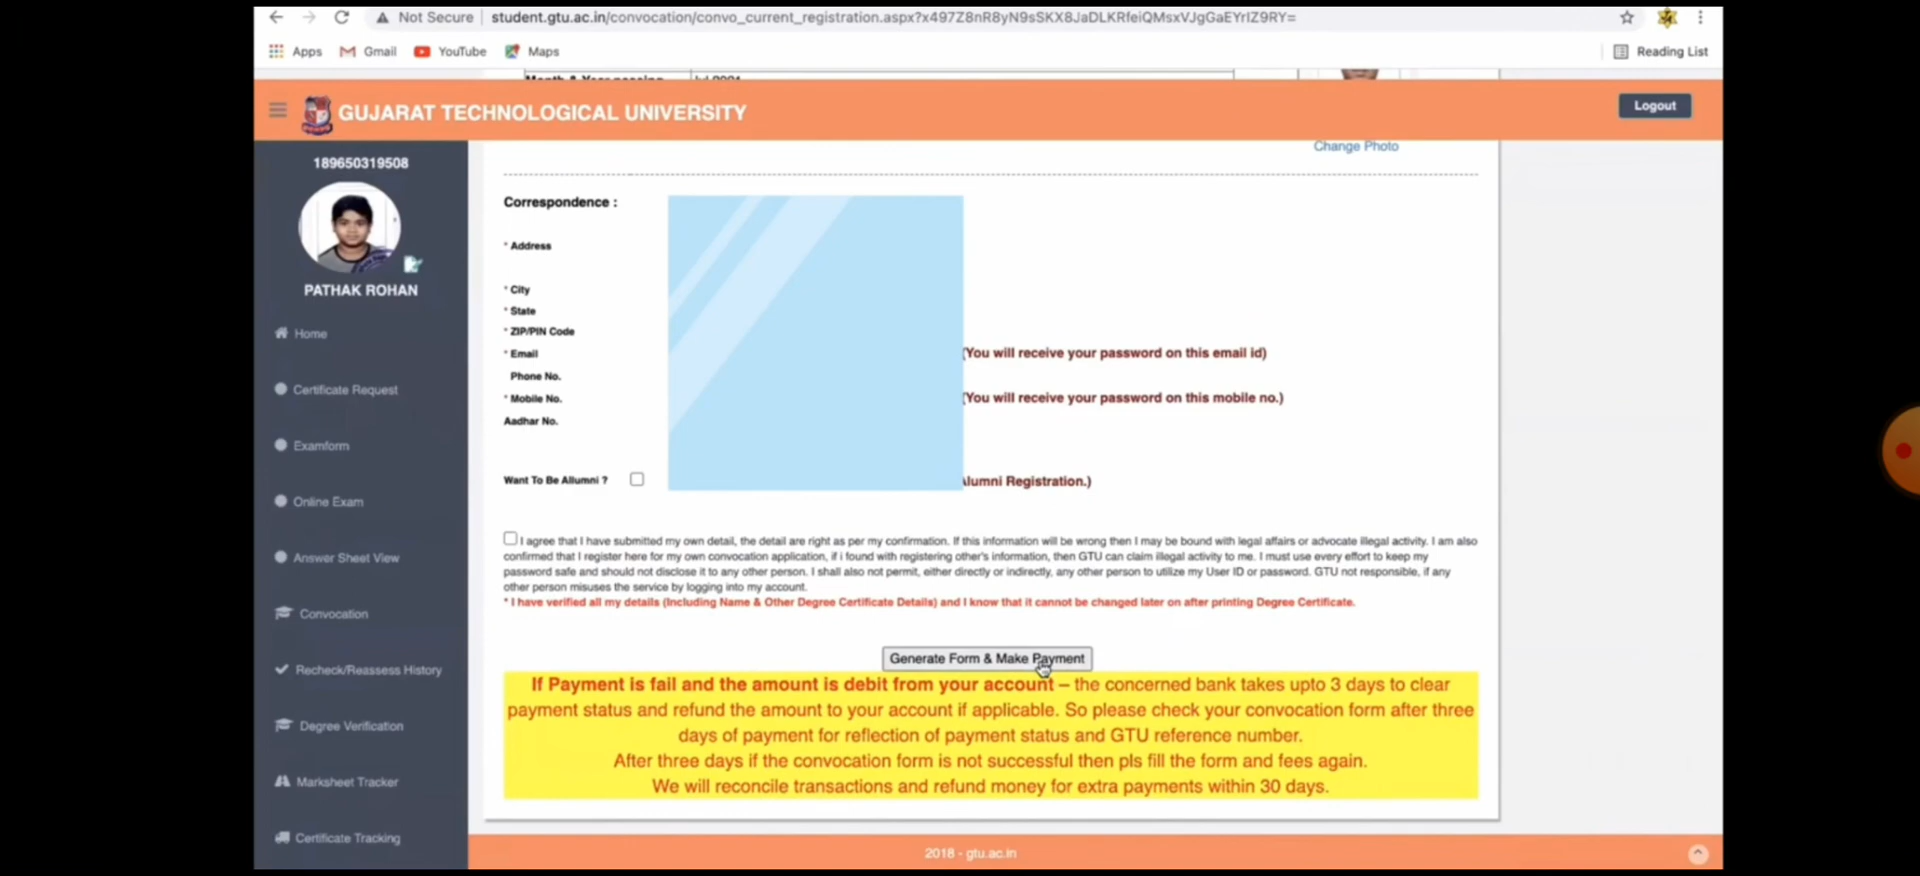 Not Secure
student.gtu.ac.in/convocation/convo_current_registration.aspx?x497Z8nR8yN9sSKX8JaDLKRfeiQMsxVJgGaEYrIZ9RY=
Apps
Gmail
YouTube
Maps
Reading List
GUJARAT TECHNOLOGICAL UNIVERSITY
Logout
189650319508
PATHAK ROHAN
Home
Certificate Request
Examform
Online Exam
Answer Sheet View
Convocation
Recheck/Reassess History
Degree Verification
Marksheet Tracker
Certificate Tracking
Change Photo
Correspondence :
* Address
* City
* State
* ZIP/PIN Code
* Email
(You will receive your password on this email id)
Phone No.
* Mobile No.
(You will receive your password on this mobile no.)
Aadhar No.
Want To Be Allumni ?
lumni Registration.)
I agree that I have submitted my own detail, the detail are right as per my confirmation. If this information will be wrong then I may be bound with legal affairs or advocate illegal activity. I am also
confirmed that I register here for my own convocation application, if i found with registering other's information, then GTU can claim illegal activity to me. I must use every effort to keep my
password safe and should not disclose it to any other person. I shall also not permit, either directly or indirectly, any other person to utilize my User ID or password. GTU not responsible, if any
other person misuses the service by logging into my account.
* I have verified all my details (Including Name & Other Degree Certificate Details) and I know that it cannot be changed later on after printing Degree Certificate.
Generate Form & Make Payment
If Payment is fail and the amount is debit from your account – the concerned bank takes upto 3 days to clear
payment status and refund the amount to your account if applicable. So please check your convocation form after three
days of payment for reflection of payment status and GTU reference number.
After three days if the convocation form is not successful then pls fill the form and fees again.
We will reconcile transactions and refund money for extra payments within 30 days.
2018 - gtu.ac.in